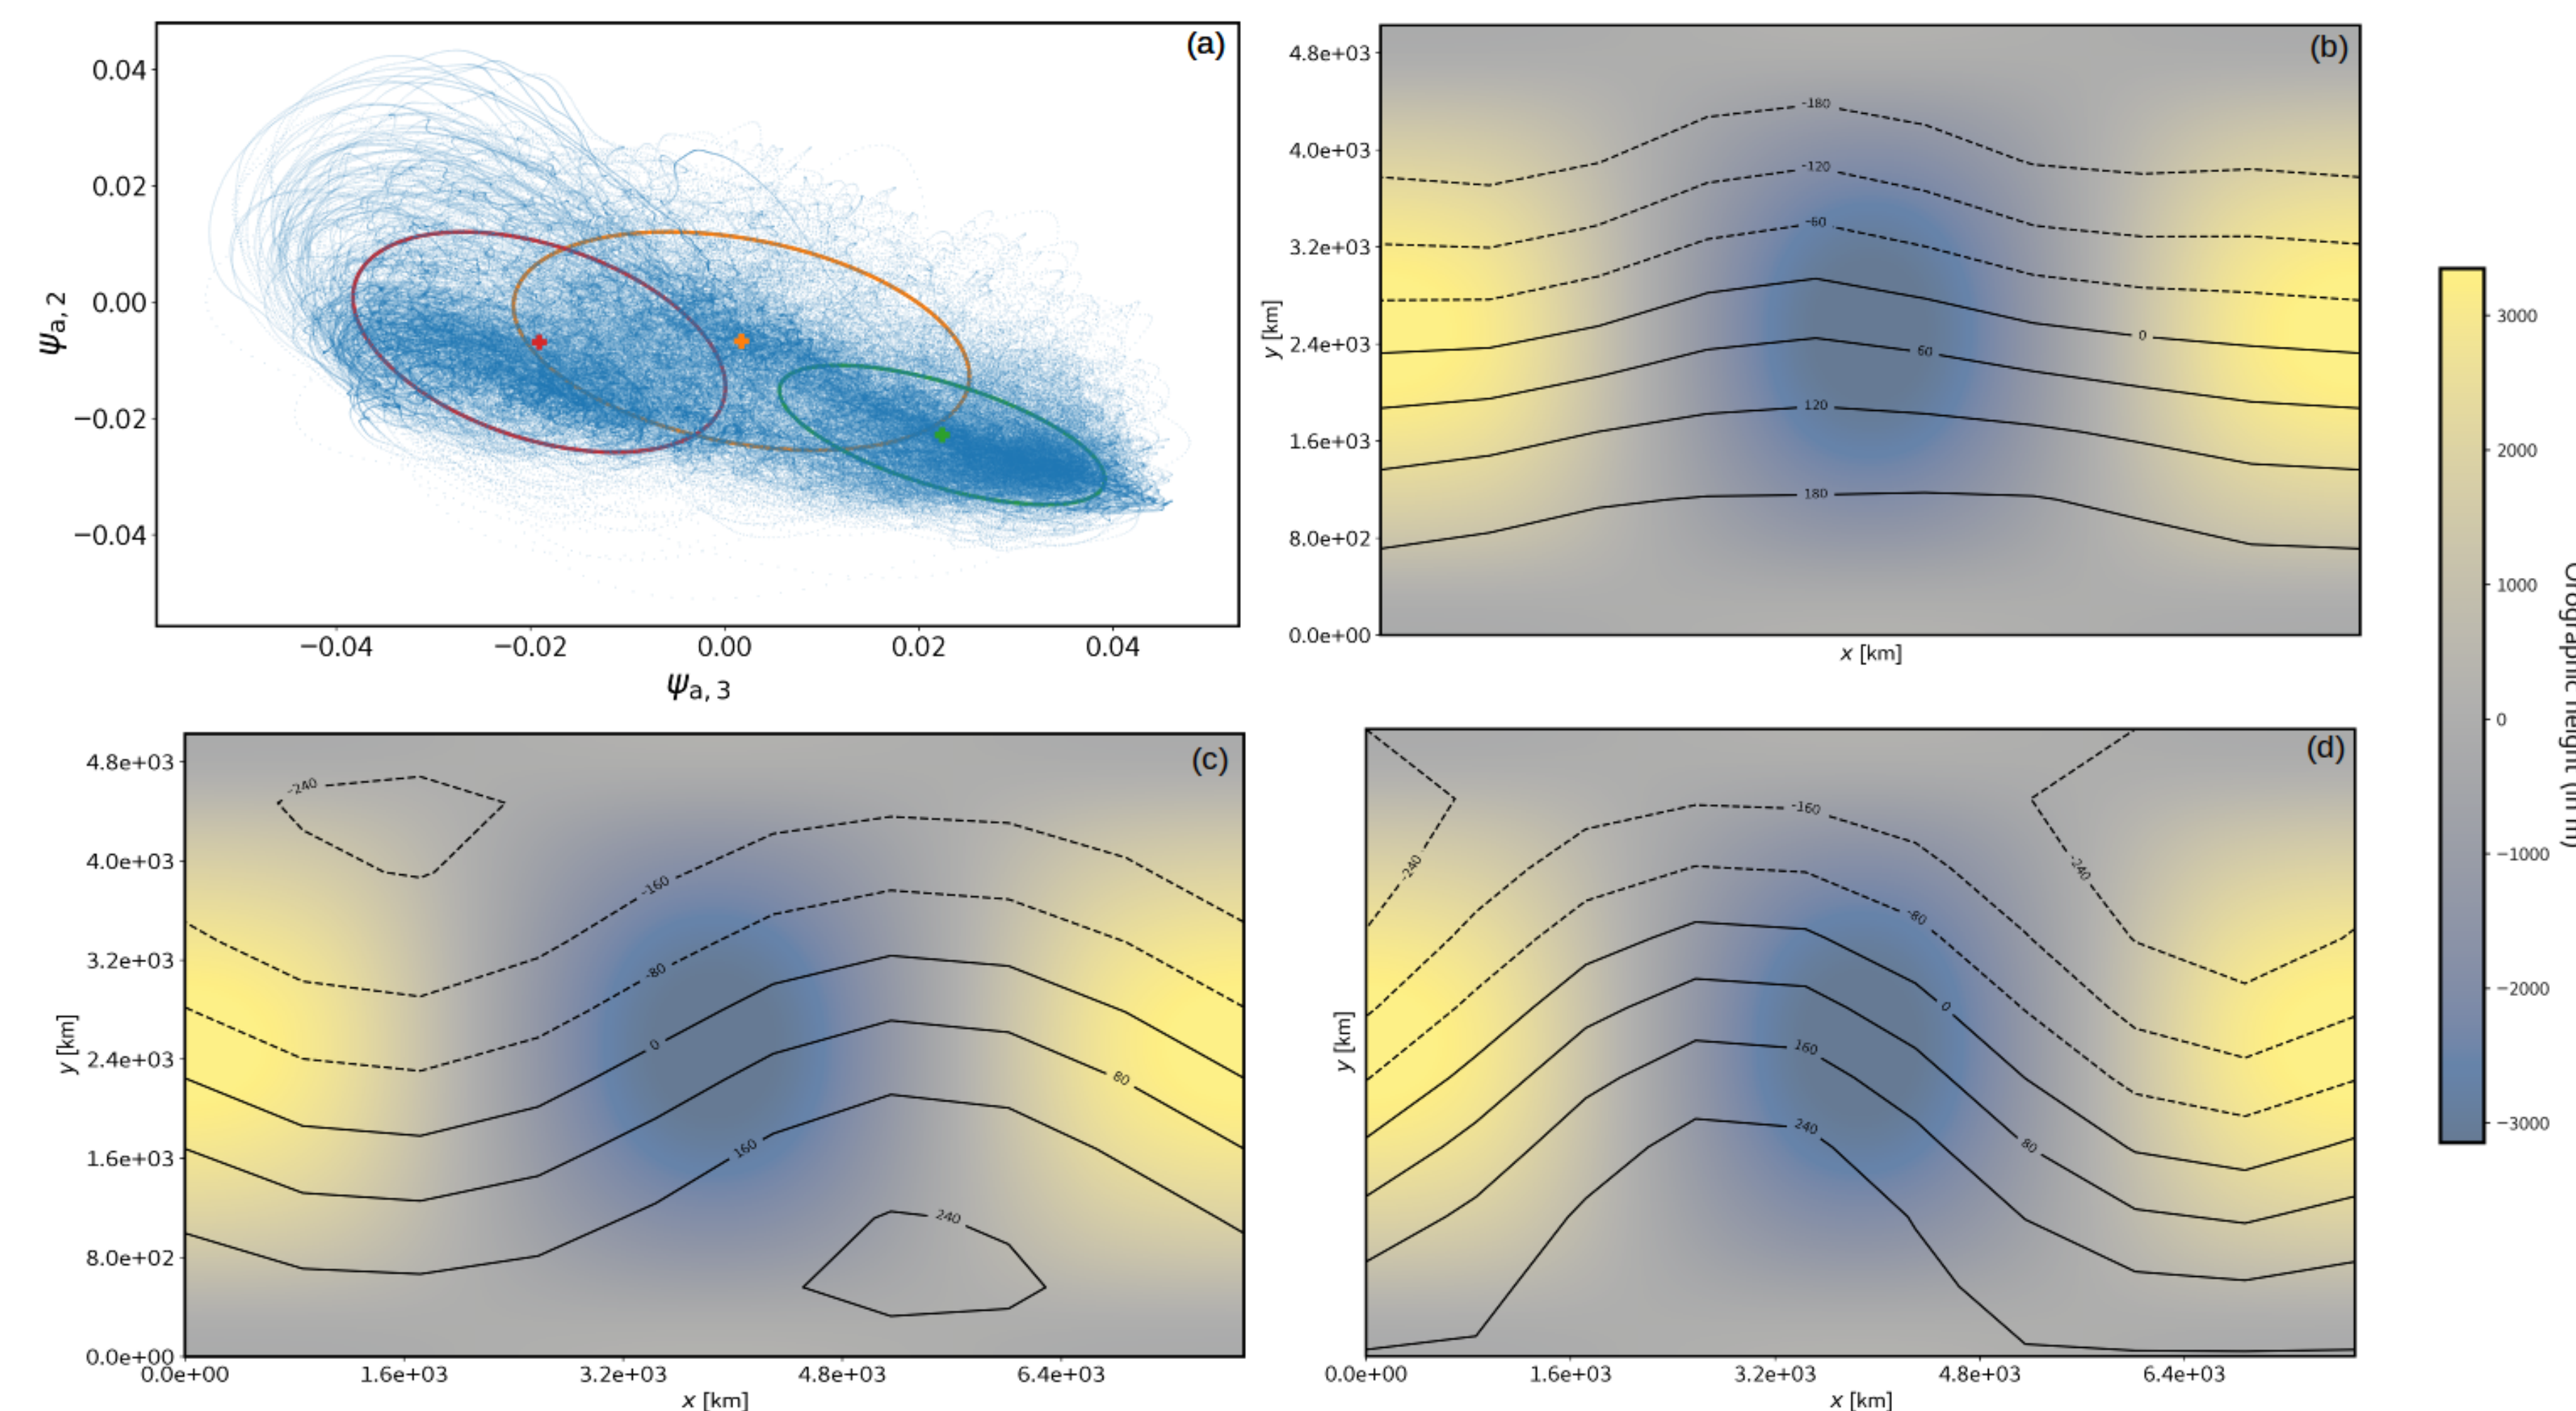 (a)
0.04
0.02
0.00
−0.02
−0.04
ψa, 2
−0.04
−0.02
0.00
0.02
0.04
ψa, 3
(b)
4.8e+03
4.0e+03
3.2e+03
2.4e+03
1.6e+03
8.0e+02
0.0e+00
y [km]
x [km]
-180
-120
-60
0
60
120
180
(c)
4.8e+03
4.0e+03
3.2e+03
2.4e+03
1.6e+03
8.0e+02
0.0e+00
y [km]
0.0e+00
1.6e+03
3.2e+03
4.8e+03
6.4e+03
x [km]
-240
-160
-80
0
80
160
240
(d)
y [km]
0.0e+00
1.6e+03
3.2e+03
4.8e+03
6.4e+03
x [km]
-160
-240
-240
-80
0
160
80
240
3000
2000
1000
0
−1000
−2000
−3000
Orographic height (in m)